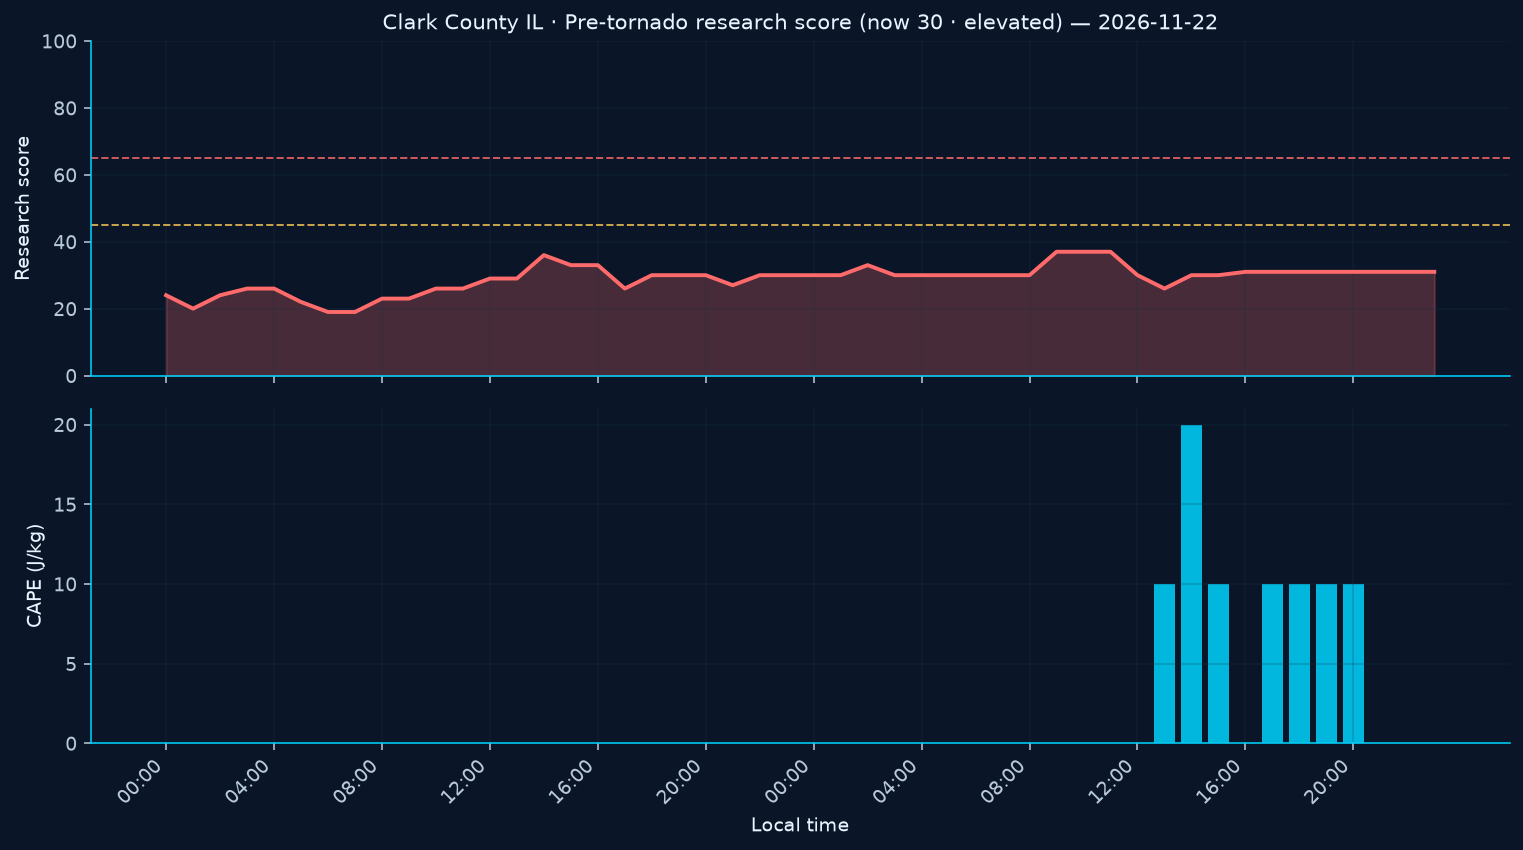 Clark County IL · Pre-tornado research score (now 30 · elevated) — 2026-11-22
Research score
100
80
60
40
20
0
CAPE (J/kg)
20
15
10
5
0
00:00 04:00 08:00 12:00 16:00 20:00 00:00 04:00 08:00 12:00 16:00 20:00
Local time